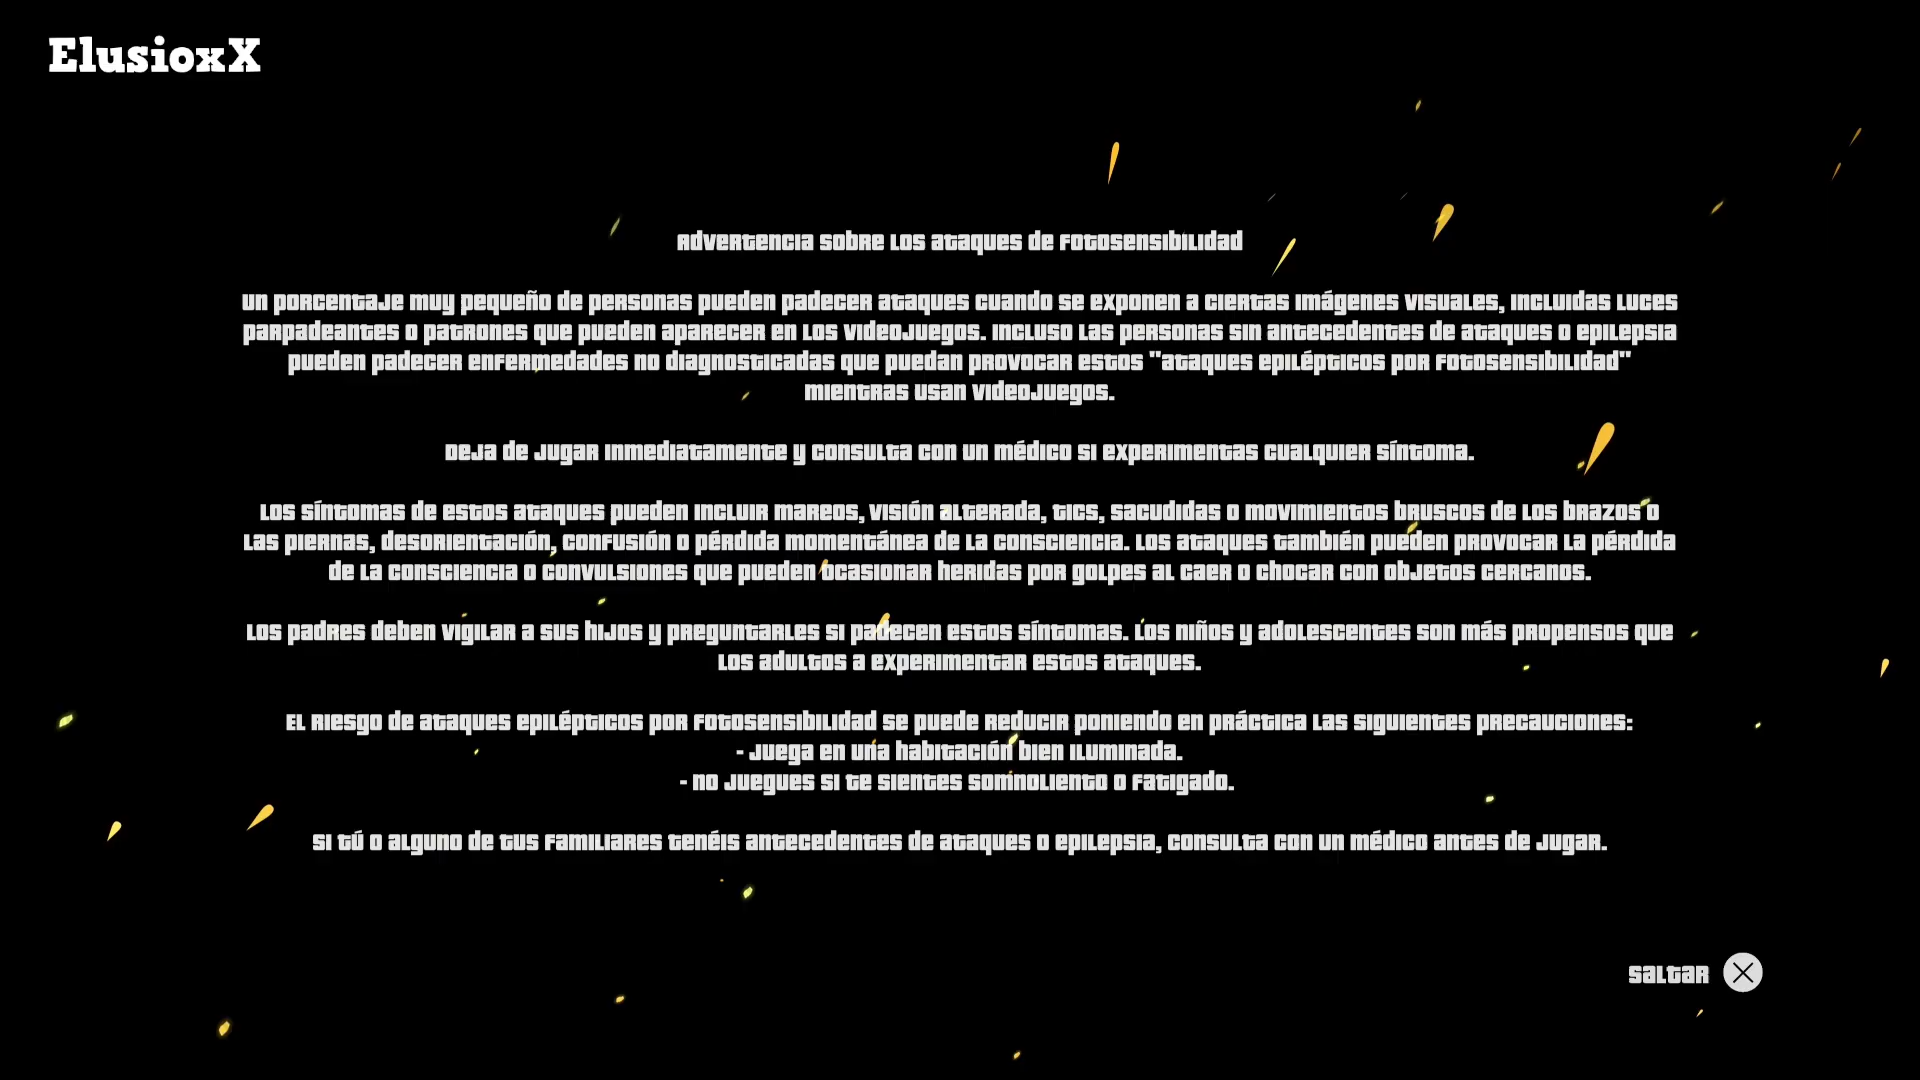 ElusioxX
Advertencia sobre los ataques de fotosensibilidad
Un porcentaje muy pequeño de personas pueden padecer ataques cuando se exponen a ciertas imágenes visuales, incluidas luces
parpadeantes o patrones que pueden aparecer en los videojuegos. Incluso las personas sin antecedentes de ataques o epilepsia
pueden padecer enfermedades no diagnosticadas que puedan provocar estos "ataques epilépticos por fotosensibilidad"
mientras usan videojuegos.
Deja de jugar inmediatamente y consulta con un médico si experimentas cualquier síntoma.
Los síntomas de estos ataques pueden incluir mareos, visión alterada, tics, sacudidas o movimientos bruscos de los brazos o
las piernas, desorientación, confusión o pérdida momentánea de la consciencia. Los ataques también pueden provocar la pérdida
de la consciencia o convulsiones que pueden ocasionar heridas por golpes al caer o chocar con objetos cercanos.
Los padres deben vigilar a sus hijos y preguntarles si padecen estos síntomas. Los niños y adolescentes son más propensos que
los adultos a experimentar estos ataques.
El riesgo de ataques epilépticos por fotosensibilidad se puede reducir poniendo en práctica las siguientes precauciones:
- Juega en una habitación bien iluminada.
- No juegues si te sientes somnoliento o fatigado.
Si tú o alguno de tus familiares tenéis antecedentes de ataques o epilepsia, consulta con un médico antes de jugar.
Saltar